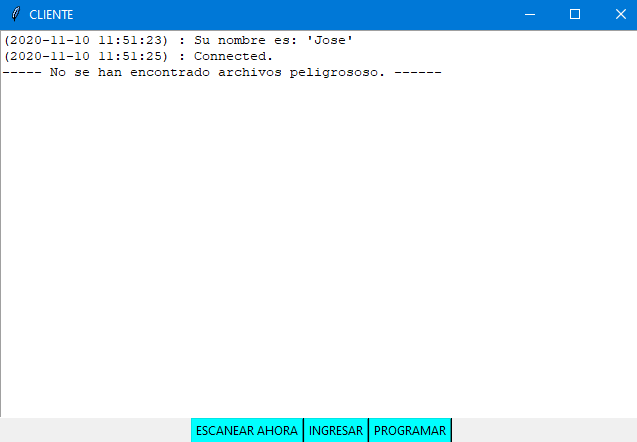 CLIENTE
(2020-11-10 11:51:23) : Su nombre es: 'Jose'
(2020-11-10 11:51:25) : Connected.
----- No se han encontrado archivos peligrososo. ------
ESCANEAR AHORA INGRESAR PROGRAMAR